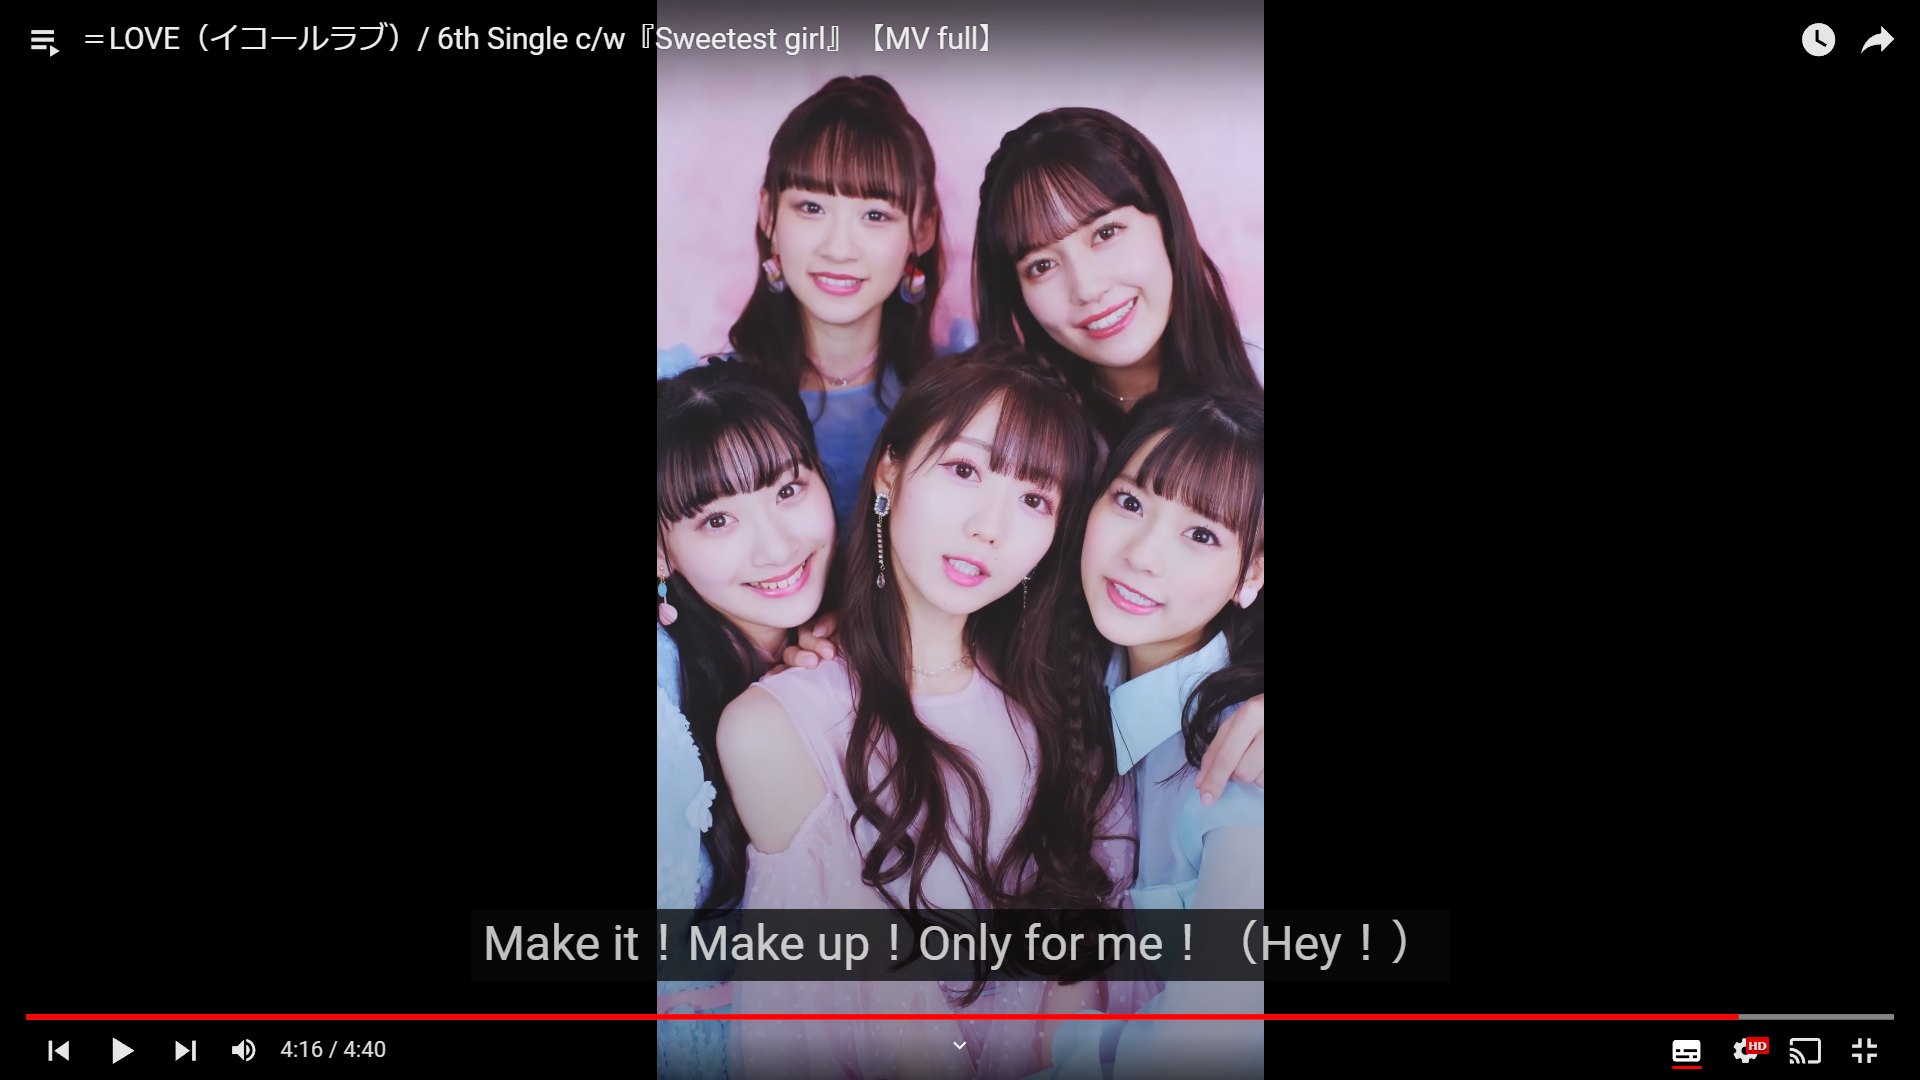 ＝LOVE（イコールラブ）/ 6th Single c/w『Sweetest girl』【MV full】
Make it！Make up！Only for me！（Hey！）
4:16 / 4:40
HD